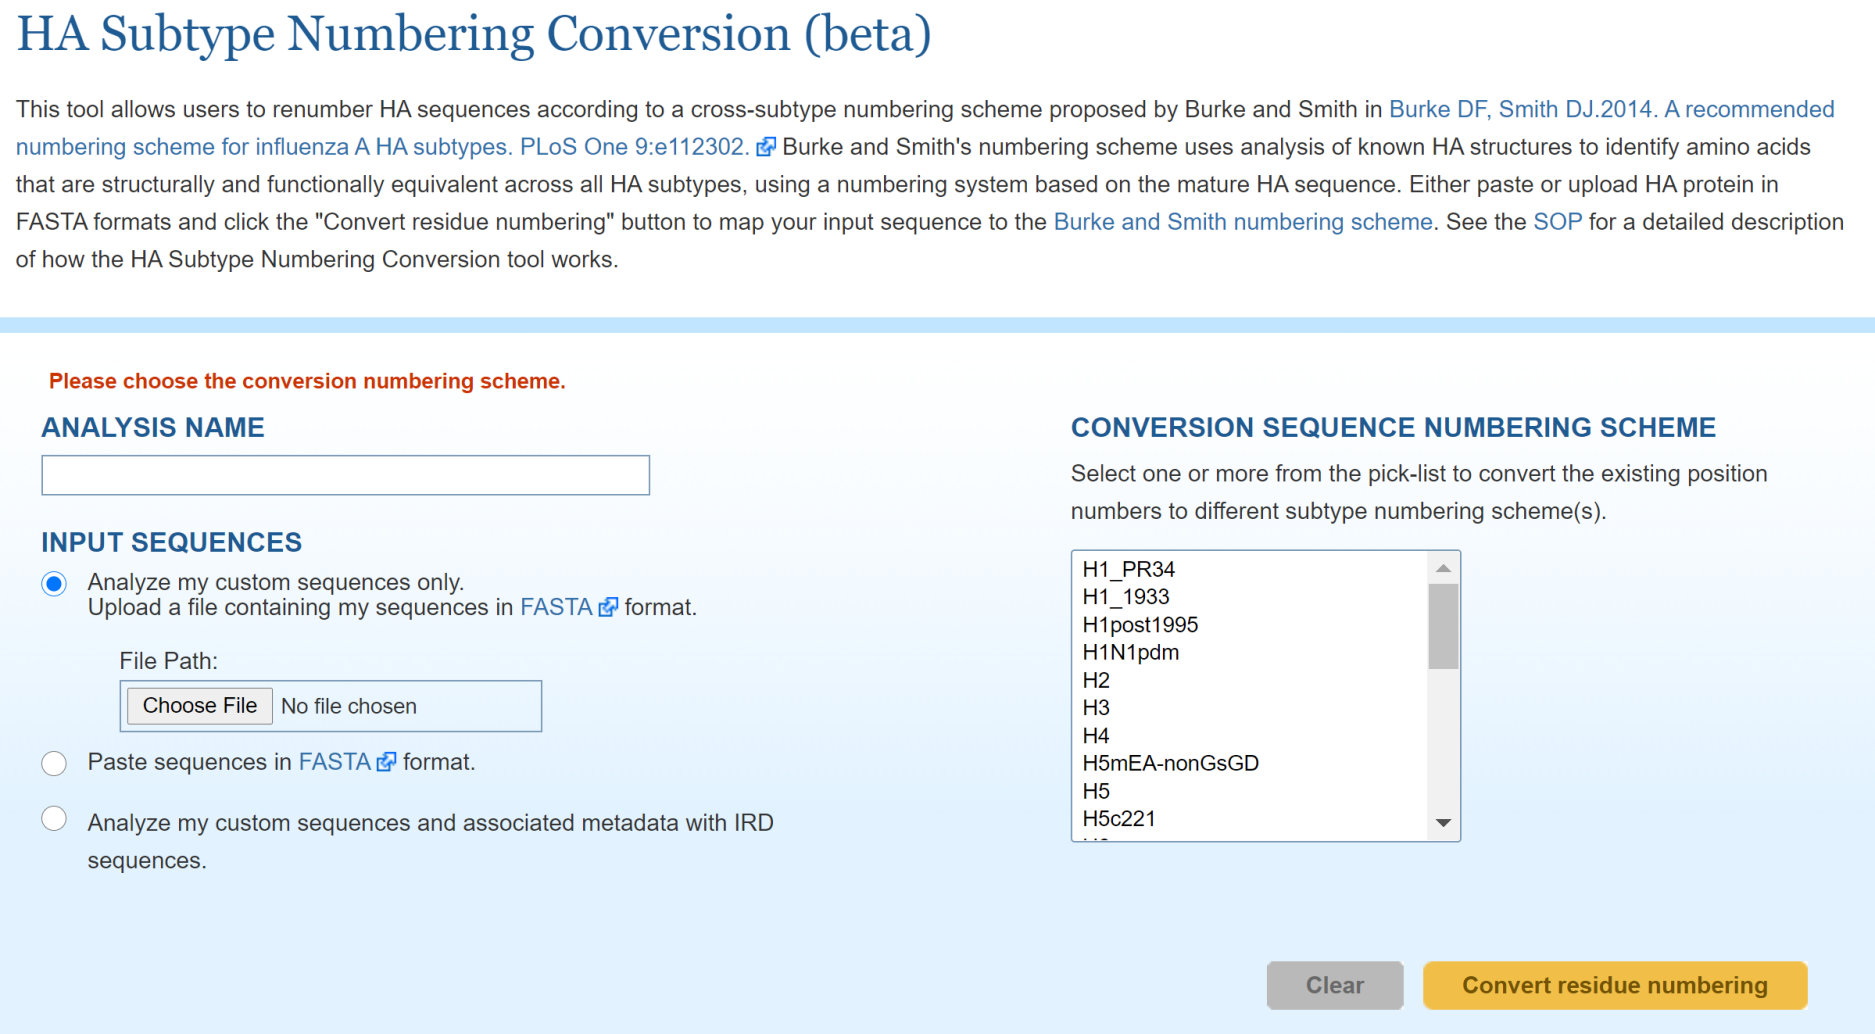 HA Subtype Numbering Conversion (beta)
This tool allows users to renumber HA sequences according to a cross-subtype numbering scheme proposed by Burke and Smith in Burke DF, Smith DJ.2014. A recommended
numbering scheme for influenza A HA subtypes. PLoS One 9:e112302. Burke and Smith's numbering scheme uses analysis of known HA structures to identify amino acids
that are structurally and functionally equivalent across all HA subtypes, using a numbering system based on the mature HA sequence. Either paste or upload HA protein in
FASTA formats and click the "Convert residue numbering" button to map your input sequence to the Burke and Smith numbering scheme. See the SOP for a detailed description
of how the HA Subtype Numbering Conversion tool works.
Please choose the conversion numbering scheme.
ANALYSIS NAME
INPUT SEQUENCES
Analyze my custom sequences only.
Upload a file containing my sequences in FASTA format.
File Path:
Choose File No file chosen
Paste sequences in FASTA format.
Analyze my custom sequences and associated metadata with IRD
sequences.
CONVERSION SEQUENCE NUMBERING SCHEME
Select one or more from the pick-list to convert the existing position
numbers to different subtype numbering scheme(s).
H1_PR34
H1_1933
H1post1995
H1N1pdm
H2
H3
H4
H5mEA-nonGsGD
H5
H5c221
Clear
Convert residue numbering